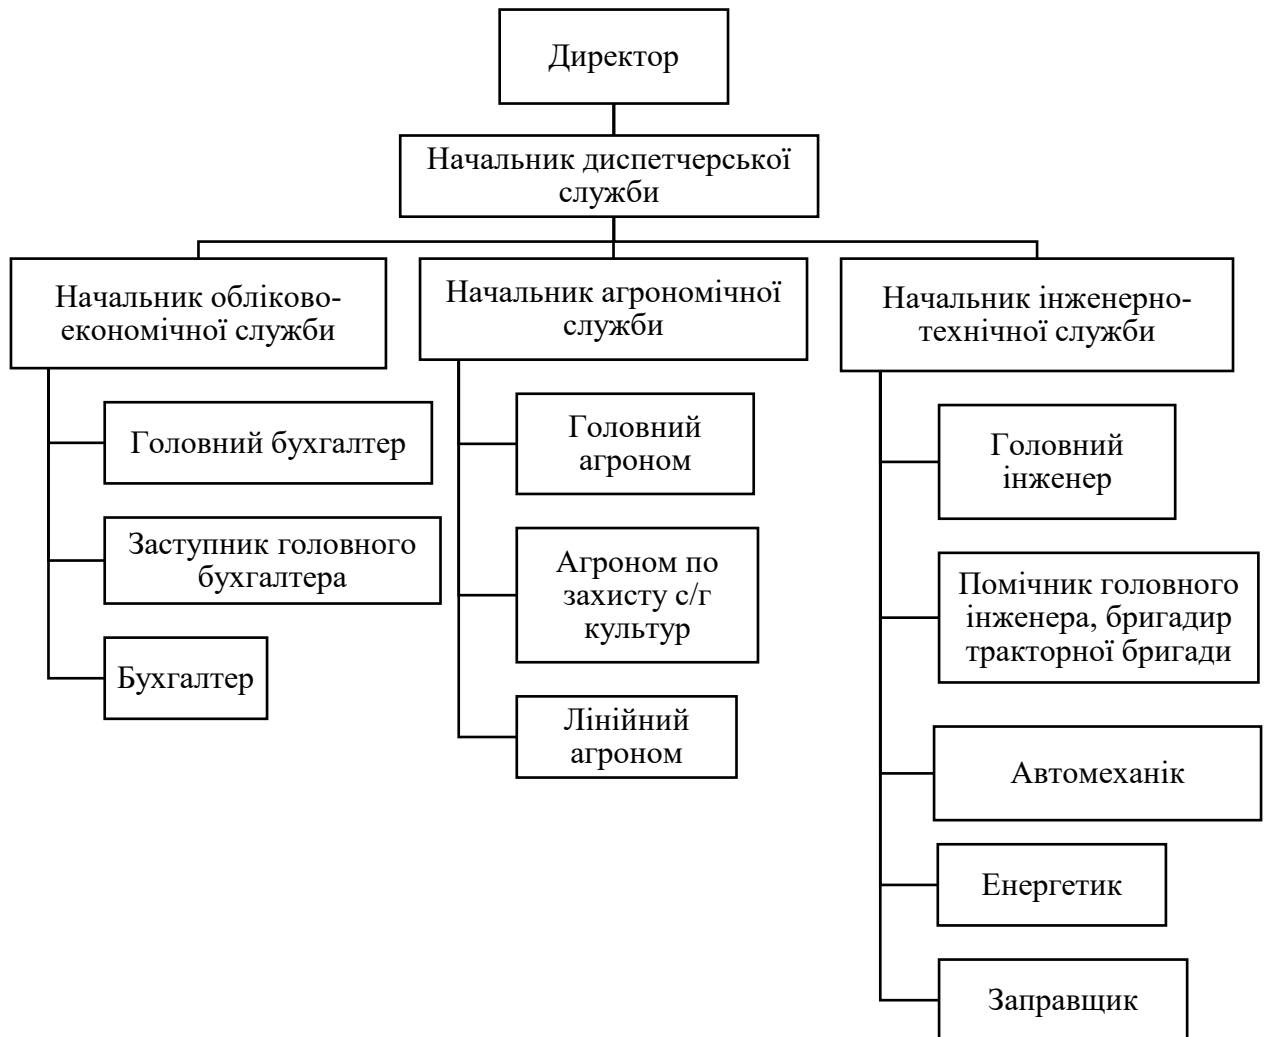 Директор
Начальник диспетчерської
служби
Начальник обліково-
економічної служби
Головний бухгалтер
Заступник головного
бухгалтера
Бухгалтер
Начальник агрономічної
служби
Головний
агроном
Агроном по
захисту с/г
культур
Лінійний
агроном
Начальник інженерно-
технічної служби
Головний
інженер
Помічник головного
інженера, бригадир
тракторної бригади
Автомеханік
Енергетик
Заправщик